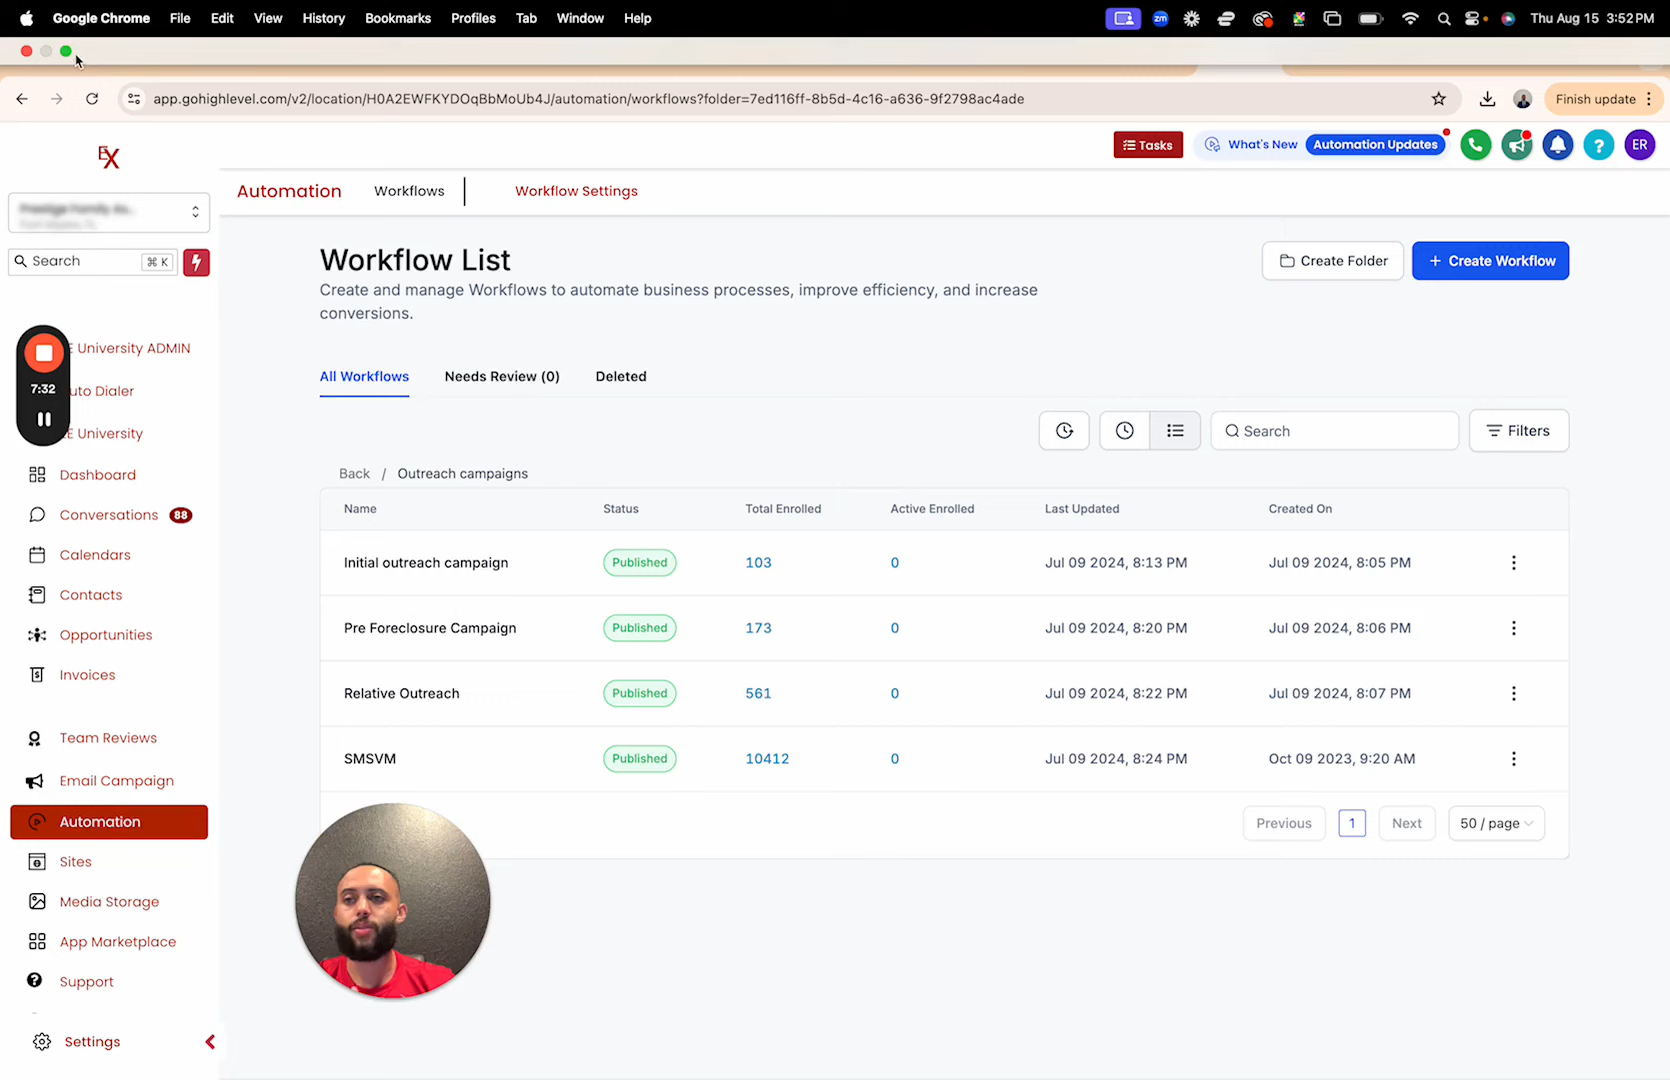 Google Chrome File Edit View History Bookmarks Profiles Tab Window Help
zm
Thu Aug 15 3:52 PM
app.gohighlevel.com/v2/location/H0A2EWFKYDOqBbMoUb4J/automation/workflows?folder=7ed116ff-8b5d-4c16-a636-9f2798ac4ade
Finish update
EX
Tasks
What's New Automation Updates
?
ER
Automation Workflows Workflow Settings
Search ⌘ K
7:32
E University ADMIN
uto Dialer
E University
Dashboard
Conversations 88
Calendars
Contacts
Opportunities
Invoices
Team Reviews
Email Campaign
Automation
Sites
Media Storage
App Marketplace
Support
Settings
Workflow List
Create and manage Workflows to automate business processes, improve efficiency, and increase
conversions.
Create Folder
+ Create Workflow
All Workflows Needs Review (0) Deleted
Search
Filters
Back / Outreach campaigns
Name Status Total Enrolled Active Enrolled Last Updated Created On
Initial outreach campaign Published 103 0 Jul 09 2024, 8:13 PM Jul 09 2024, 8:05 PM
Pre Foreclosure Campaign Published 173 0 Jul 09 2024, 8:20 PM Jul 09 2024, 8:06 PM
Relative Outreach Published 561 0 Jul 09 2024, 8:22 PM Jul 09 2024, 8:07 PM
SMSVM Published 10412 0 Jul 09 2024, 8:24 PM Oct 09 2023, 9:20 AM
Previous 1 Next 50 / page